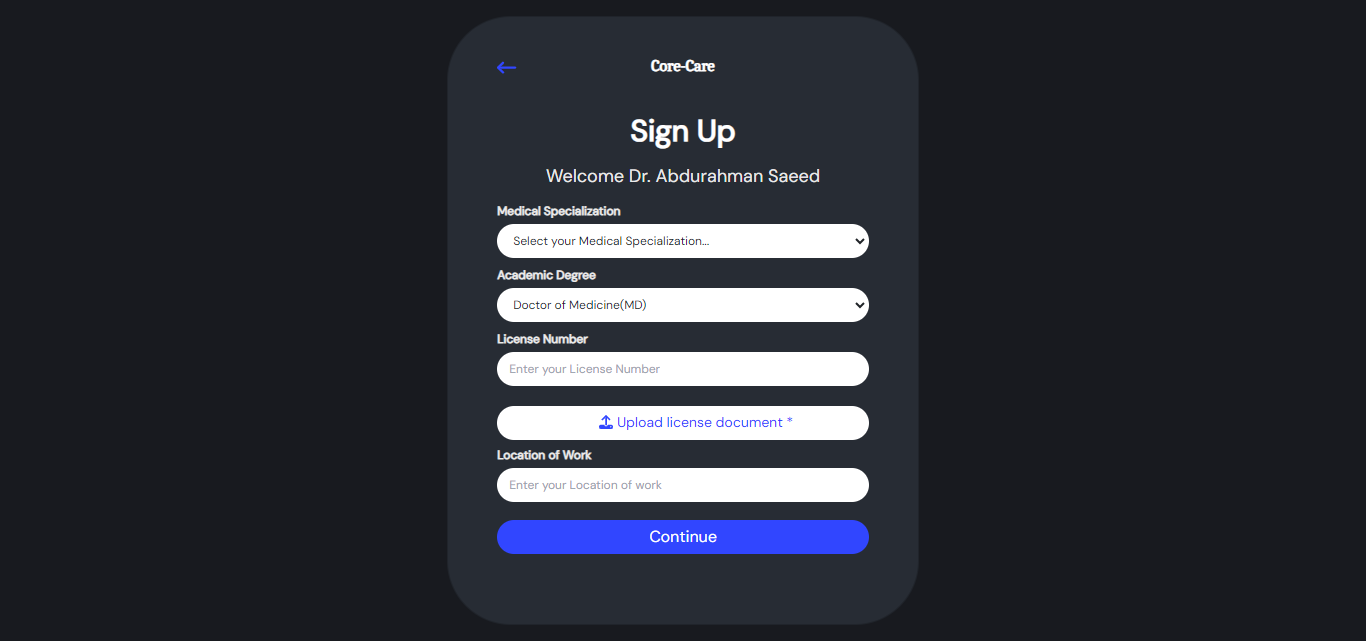 Core-Care
Sign Up
Welcome Dr. Abdurahman Saeed
Medical Specialization
Select your Medical Specialization...
Academic Degree
Doctor of Medicine(MD)
License Number
Enter your License Number
Upload license document *
Location of Work
Enter your Location of work
Continue